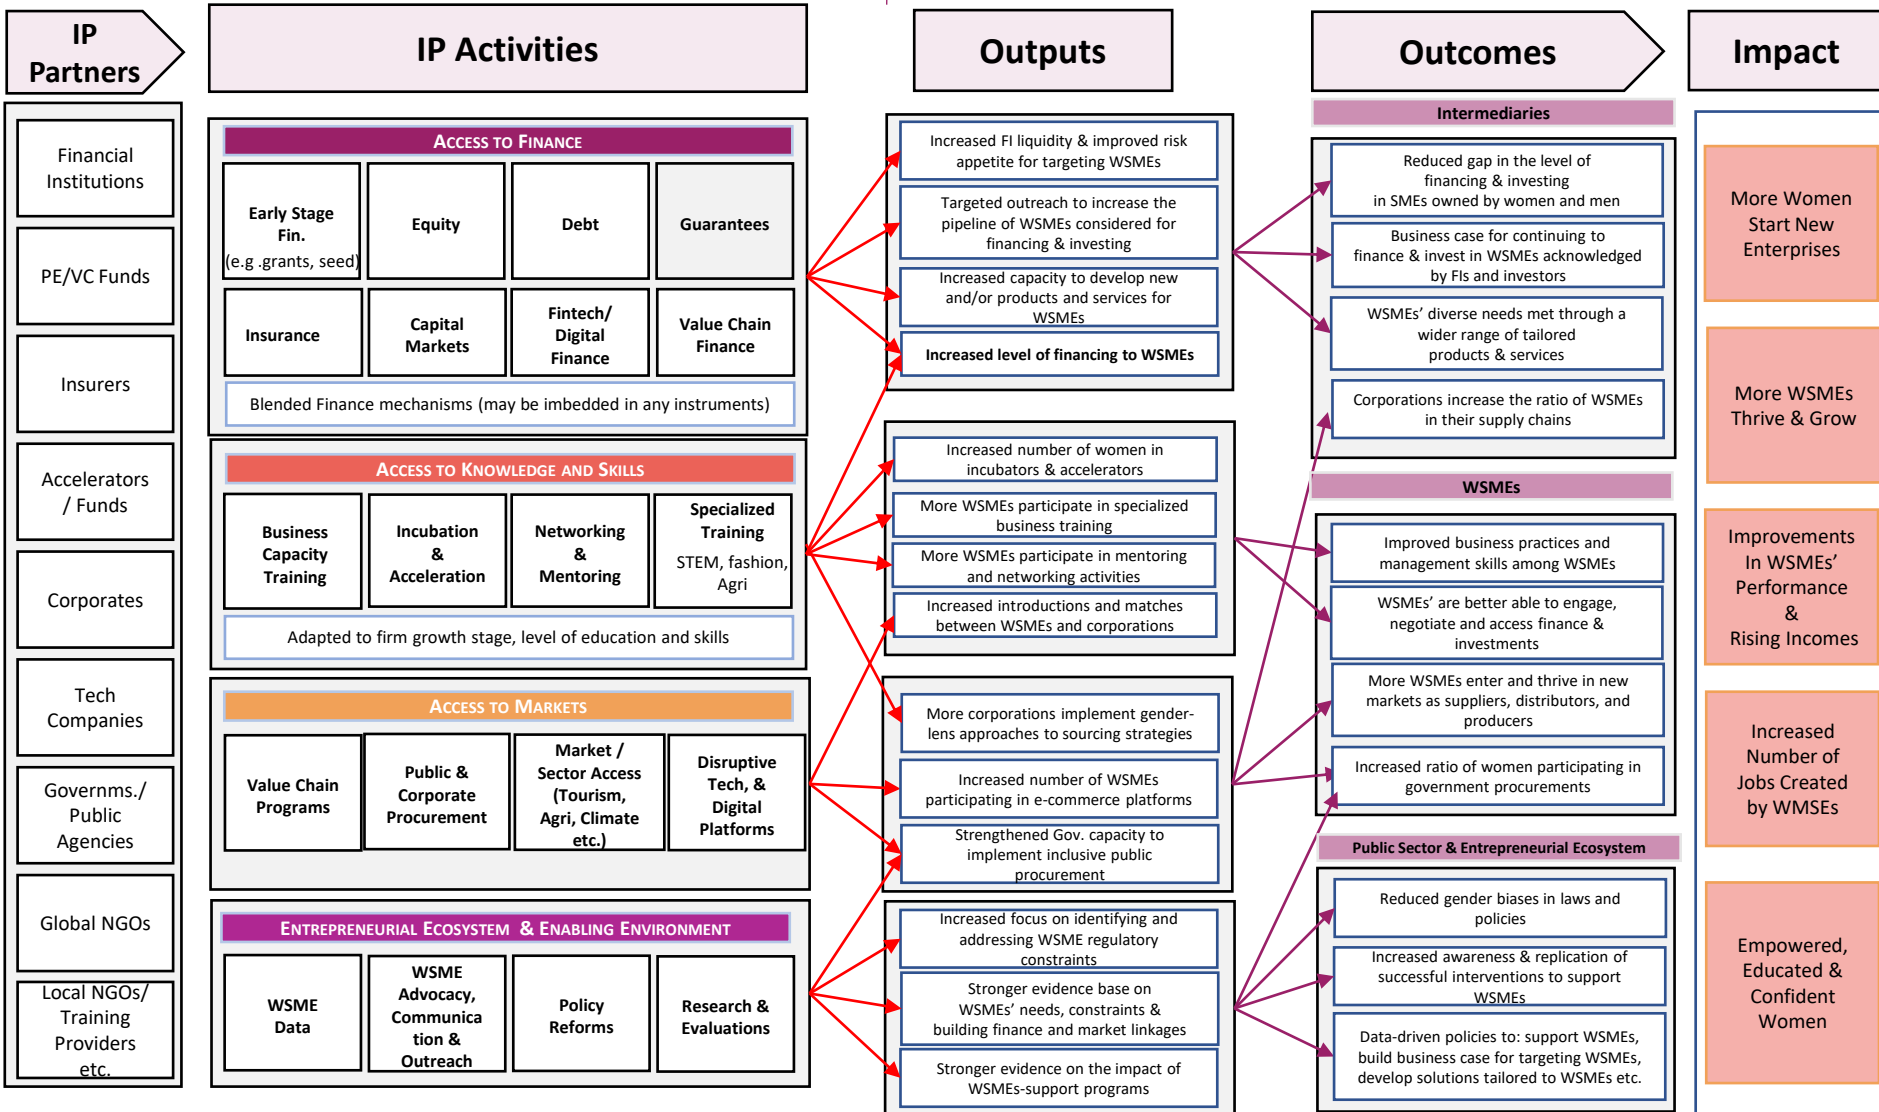 IP
Partners
IP Activities
Outputs
Outcomes
Impact
Financial
Institutions
PE/VC Funds
Insurers
Accelerators
/ Funds
Corporates
Tech
Companies
Governms./
Public
Agencies
Global NGOs
Local NGOs/
Training
Providers
etc.
ACCESS TO FINANCE
Early Stage
Fin.
(e.g .grants, seed)
Equity
Debt
Guarantees
Insurance
Capital
Markets
Fintech/
Digital
Finance
Value Chain
Finance
Blended Finance mechanisms (may be imbedded in any instruments)
ACCESS TO KNOWLEDGE AND SKILLS
Business
Capacity
Training
Incubation
&
Acceleration
Networking
&
Mentoring
Specialized
Training
STEM, fashion,
Agri
Adapted to firm growth stage, level of education and skills
ACCESS TO MARKETS
Value Chain
Programs
Public &
Corporate
Procurement
Market /
Sector Access
(Tourism,
Agri, Climate
etc.)
Disruptive
Tech, &
Digital
Platforms
ENTREPRENEURIAL ECOSYSTEM & ENABLING ENVIRONMENT
WSME
Data
WSME
Advocacy,
Communica
tion &
Outreach
Policy
Reforms
Research &
Evaluations
Increased FI liquidity & improved risk
appetite for targeting WSMEs
Targeted outreach to increase the
pipeline of WSMEs considered for
financing & investing
Increased capacity to develop new
and/or products and services for
WSMEs
Increased level of financing to WSMEs
Increased number of women in
incubators & accelerators
More WSMEs participate in specialized
business training
More WSMEs participate in mentoring
and networking activities
Increased introductions and matches
between WSMEs and corporations
More corporations implement gender-
lens approaches to sourcing strategies
Increased number of WSMEs
participating in e-commerce platforms
Strengthened Gov. capacity to
implement inclusive public
procurement
Increased focus on identifying and
addressing WSME regulatory
constraints
Stronger evidence base on
WSMEs’ needs, constraints &
building finance and market linkages
Stronger evidence on the impact of
WSMEs-support programs
Intermediaries
Reduced gap in the level of
financing & investing
in SMEs owned by women and men
Business case for continuing to
finance & invest in WSMEs acknowledged
by FIs and investors
WSMEs’ diverse needs met through a
wider range of tailored
products & services
Corporations increase the ratio of WSMEs
in their supply chains
WSMEs
Improved business practices and
management skills among WSMEs
WSMEs’ are better able to engage,
negotiate and access finance &
investments
More WSMEs enter and thrive in new
markets as suppliers, distributors, and
producers
Increased ratio of women participating in
government procurements
Public Sector & Entrepreneurial Ecosystem
Reduced gender biases in laws and
policies
Increased awareness & replication of
successful interventions to support
WSMEs
Data-driven policies to: support WSMEs,
build business case for targeting WSMEs,
develop solutions tailored to WSMEs etc.
More Women
Start New
Enterprises
More WSMEs
Thrive & Grow
Improvements
In WSMEs’
Performance
&
Rising Incomes
Increased
Number of
Jobs Created
by WMSEs
Empowered,
Educated &
Confident
Women